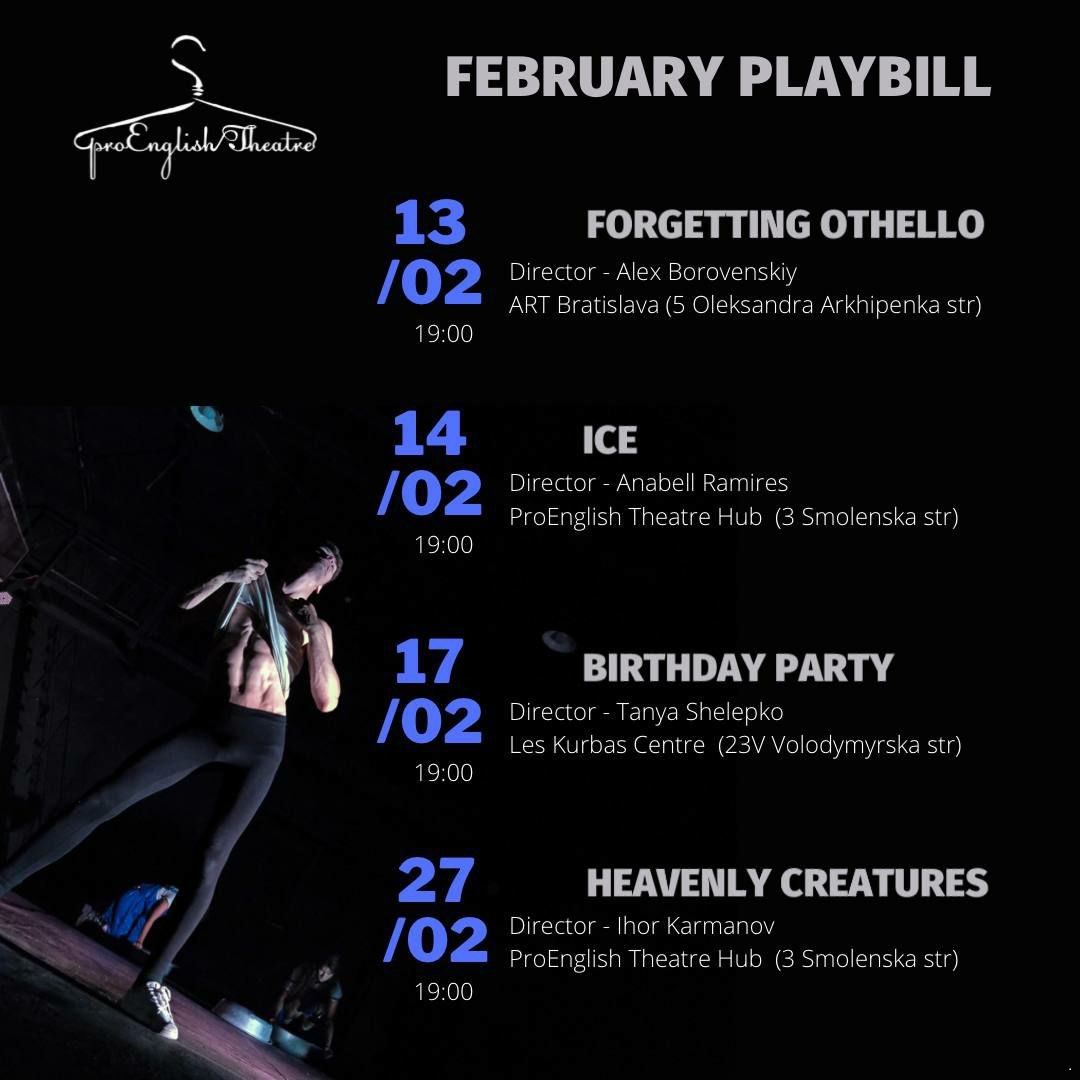 proEnglish Theatre
FEBRUARY PLAYBILL
13
/02
19:00
FORGETTING OTHELLO
Director - Alex Borovenskiy
ART Bratislava (5 Oleksandra Arkhipenka str)
14
/02
19:00
ICE
Director - Anabell Ramires
ProEnglish Theatre Hub (3 Smolenska str)
17
/02
19:00
BIRTHDAY PARTY
Director - Tanya Shelepko
Les Kurbas Centre (23V Volodymyrska str)
27
/02
19:00
HEAVENLY CREATURES
Director - Ihor Karmanov
ProEnglish Theatre Hub (3 Smolenska str)
.